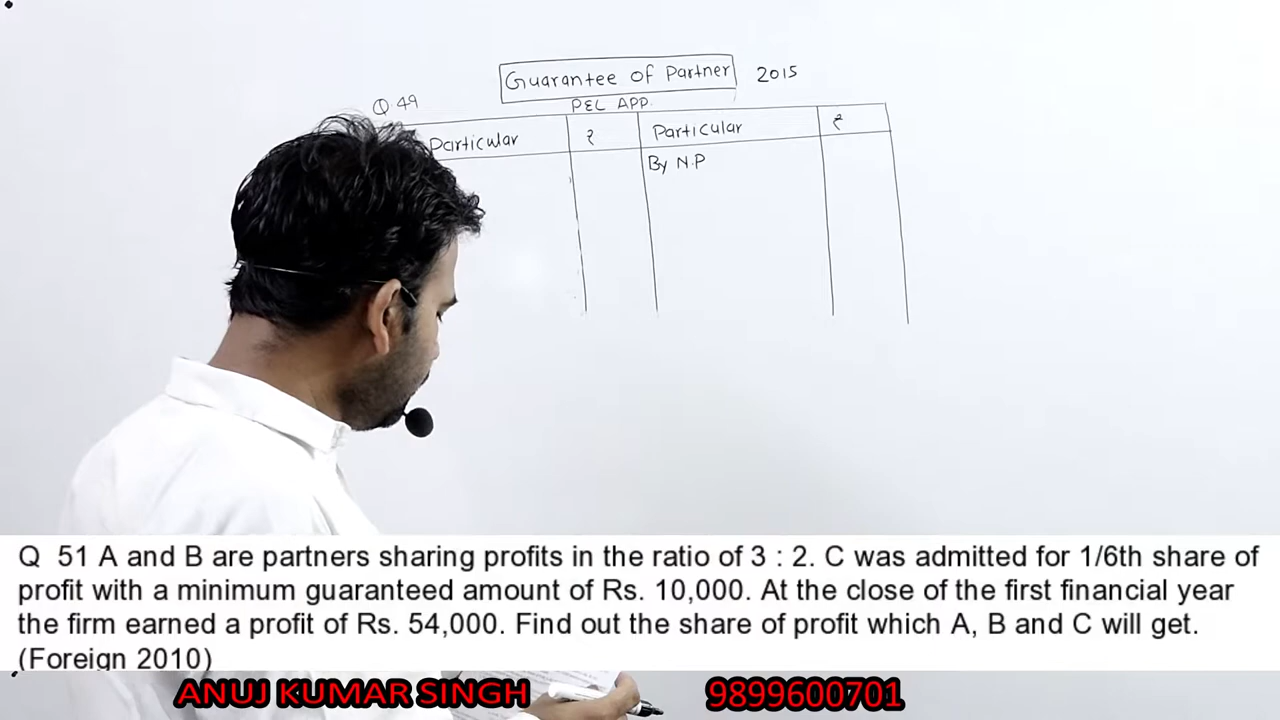 Guarantee of Partner 2015
Q.49 P&L APP.
Particular ₹ Particular ₹
By N.P
Q 51 A and B are partners sharing profits in the ratio of 3 : 2. C was admitted for 1/6th share of
profit with a minimum guaranteed amount of Rs. 10,000. At the close of the first financial year
the firm earned a profit of Rs. 54,000. Find out the share of profit which A, B and C will get.
(Foreign 2010)
ANUJ KUMAR SINGH 9899600701